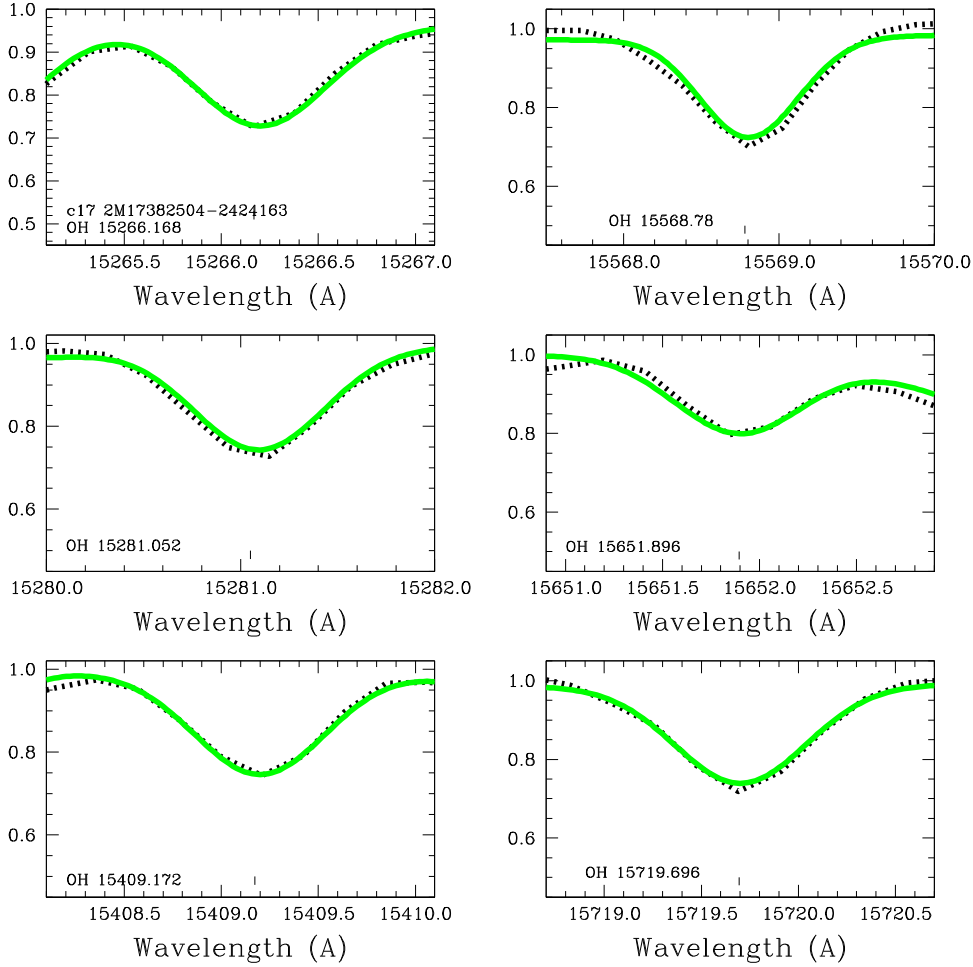 1.0
0.9
0.8
0.7
0.6
0.5
c17 2M17382504−2424163
OH 15266.168
15265.5 15266.0 15266.5 15267.0
Wavelength (A)
1.0
0.8
0.6
OH 15568.78
15568.0 15569.0 15570.0
Wavelength (A)
1.0
0.8
0.6
OH 15281.052
15280.0 15281.0 15282.0
Wavelength (A)
1.0
0.8
0.6
OH 15651.896
15651.0 15651.5 15652.0 15652.5
Wavelength (A)
1.0
0.8
0.6
OH 15409.172
15408.5 15409.0 15409.5 15410.0
Wavelength (A)
1.0
0.8
0.6
OH 15719.696
15719.0 15719.5 15720.0 15720.5
Wavelength (A)